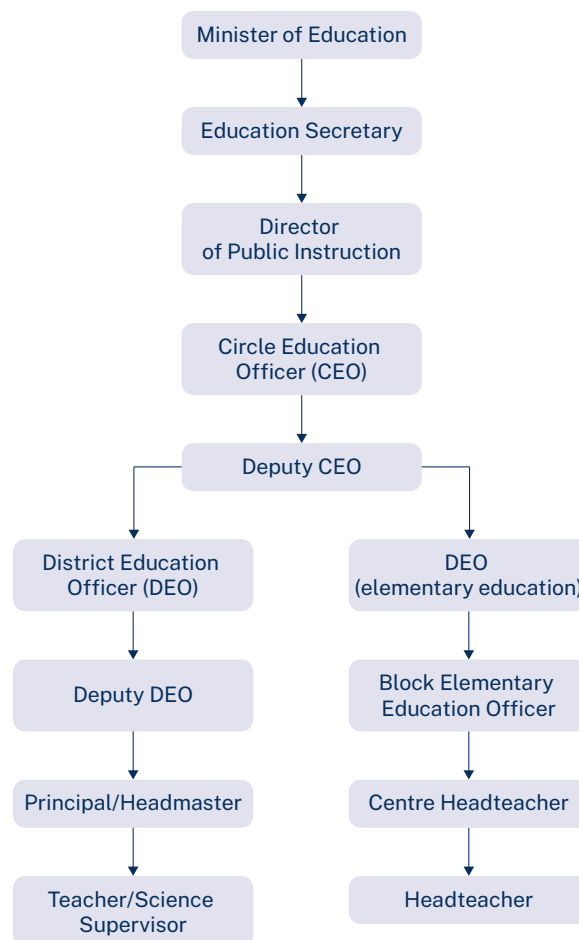 Minister of Education
Education Secretary
Director
of Public Instruction
Circle Education
Officer (CEO)
Deputy CEO
District Education
Officer (DEO)
DEO
(elementary education)
Deputy DEO
Block Elementary
Education Officer
Principal/Headmaster
Centre Headteacher
Teacher/Science
Supervisor
Headteacher